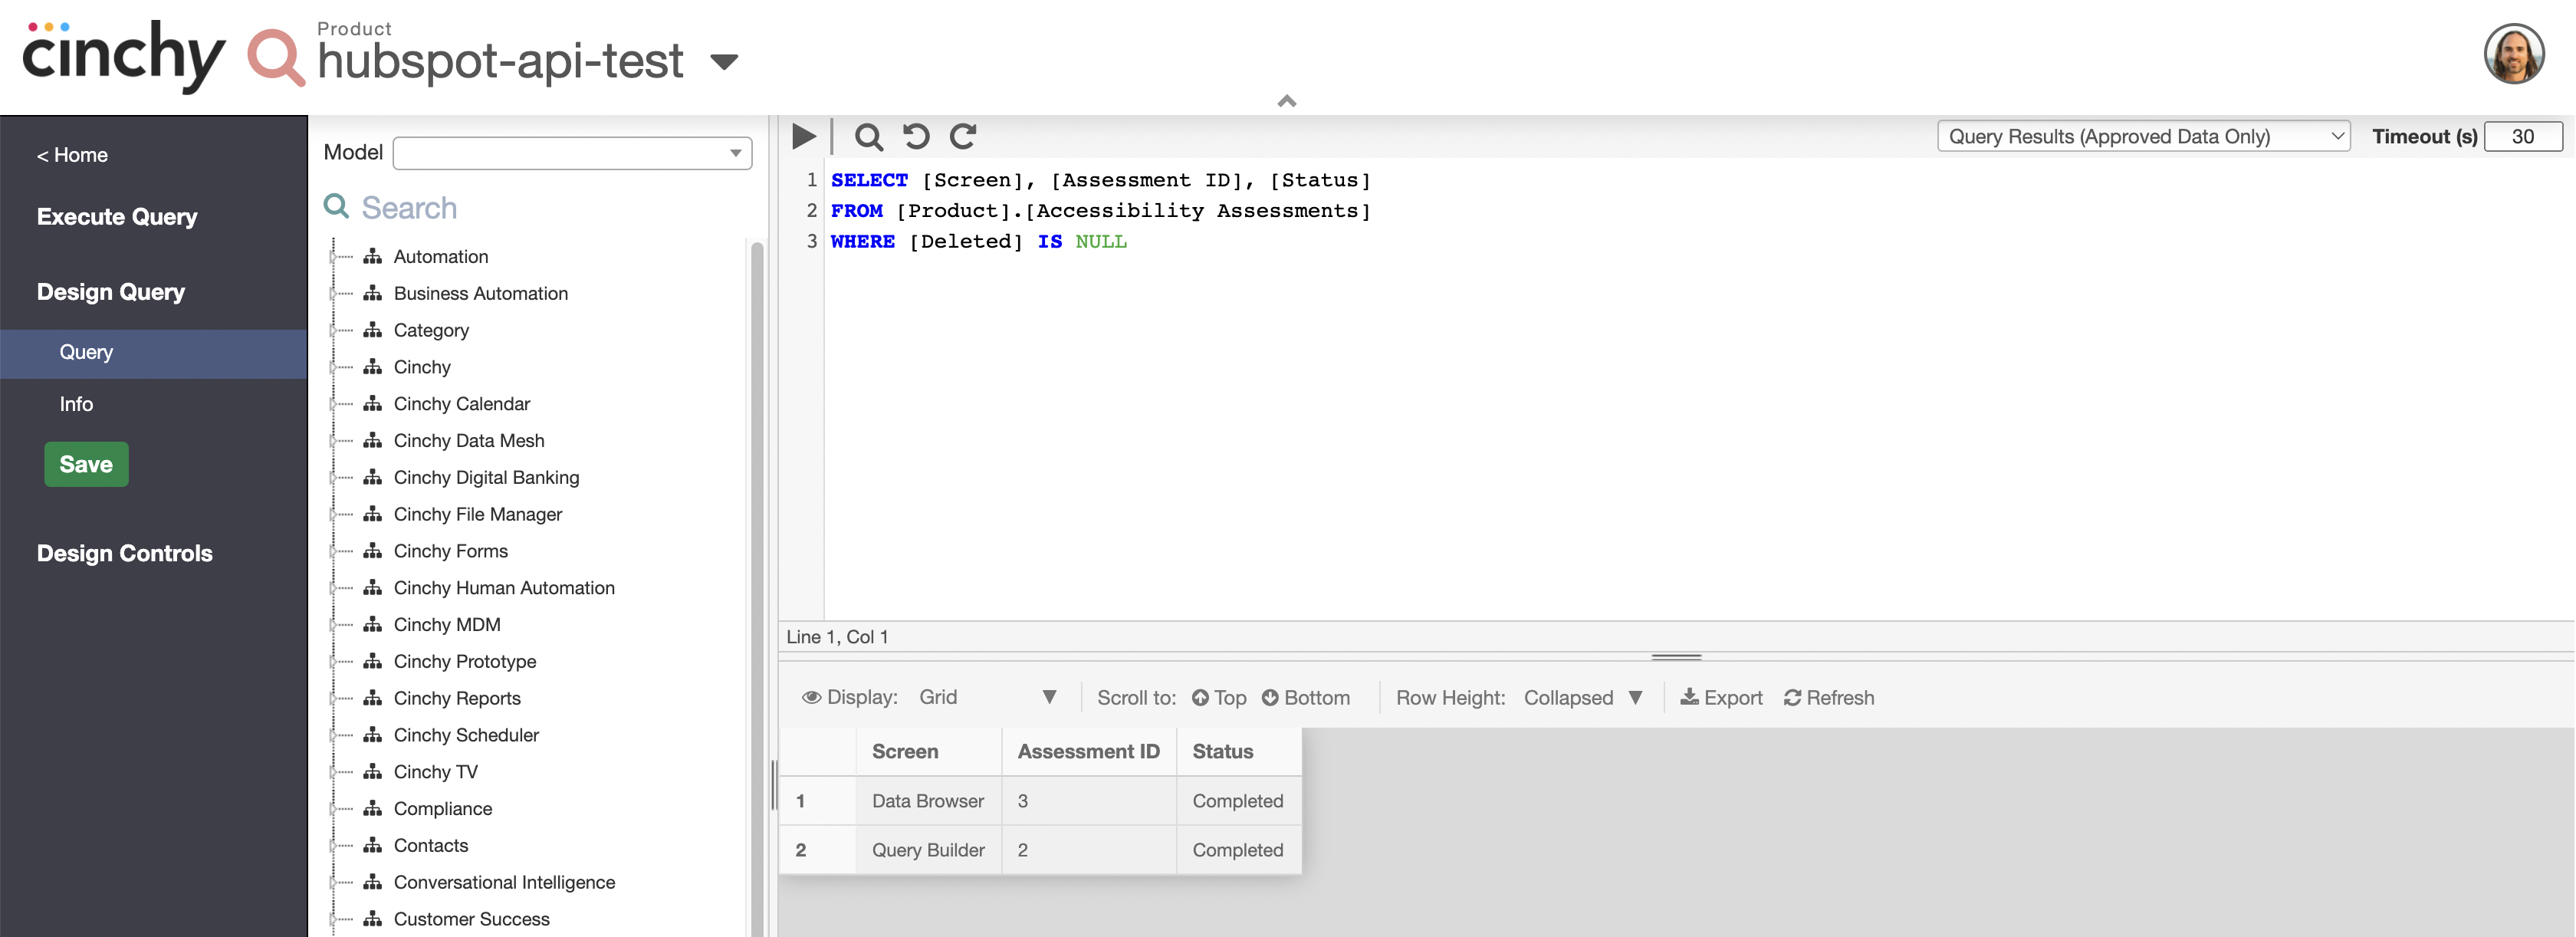 cinchy
Product
hubspot-api-test
< Home
Execute Query
Design Query
Query
Info
Save
Design Controls
Model
Search
Automation
Business Automation
Category
Cinchy
Cinchy Calendar
Cinchy Data Mesh
Cinchy Digital Banking
Cinchy File Manager
Cinchy Forms
Cinchy Human Automation
Cinchy MDM
Cinchy Prototype
Cinchy Reports
Cinchy Scheduler
Cinchy TV
Compliance
Contacts
Conversational Intelligence
Customer Success
Query Results (Approved Data Only) Timeout (s) 30
1 SELECT [Screen], [Assessment ID], [Status]
2 FROM [Product].[Accessibility Assessments]
3 WHERE [Deleted] IS NULL
Line 1, Col 1
Display: Grid Scroll to: Top Bottom Row Height: Collapsed Export Refresh
Screen Assessment ID Status
1 Data Browser 3 Completed
2 Query Builder 2 Completed